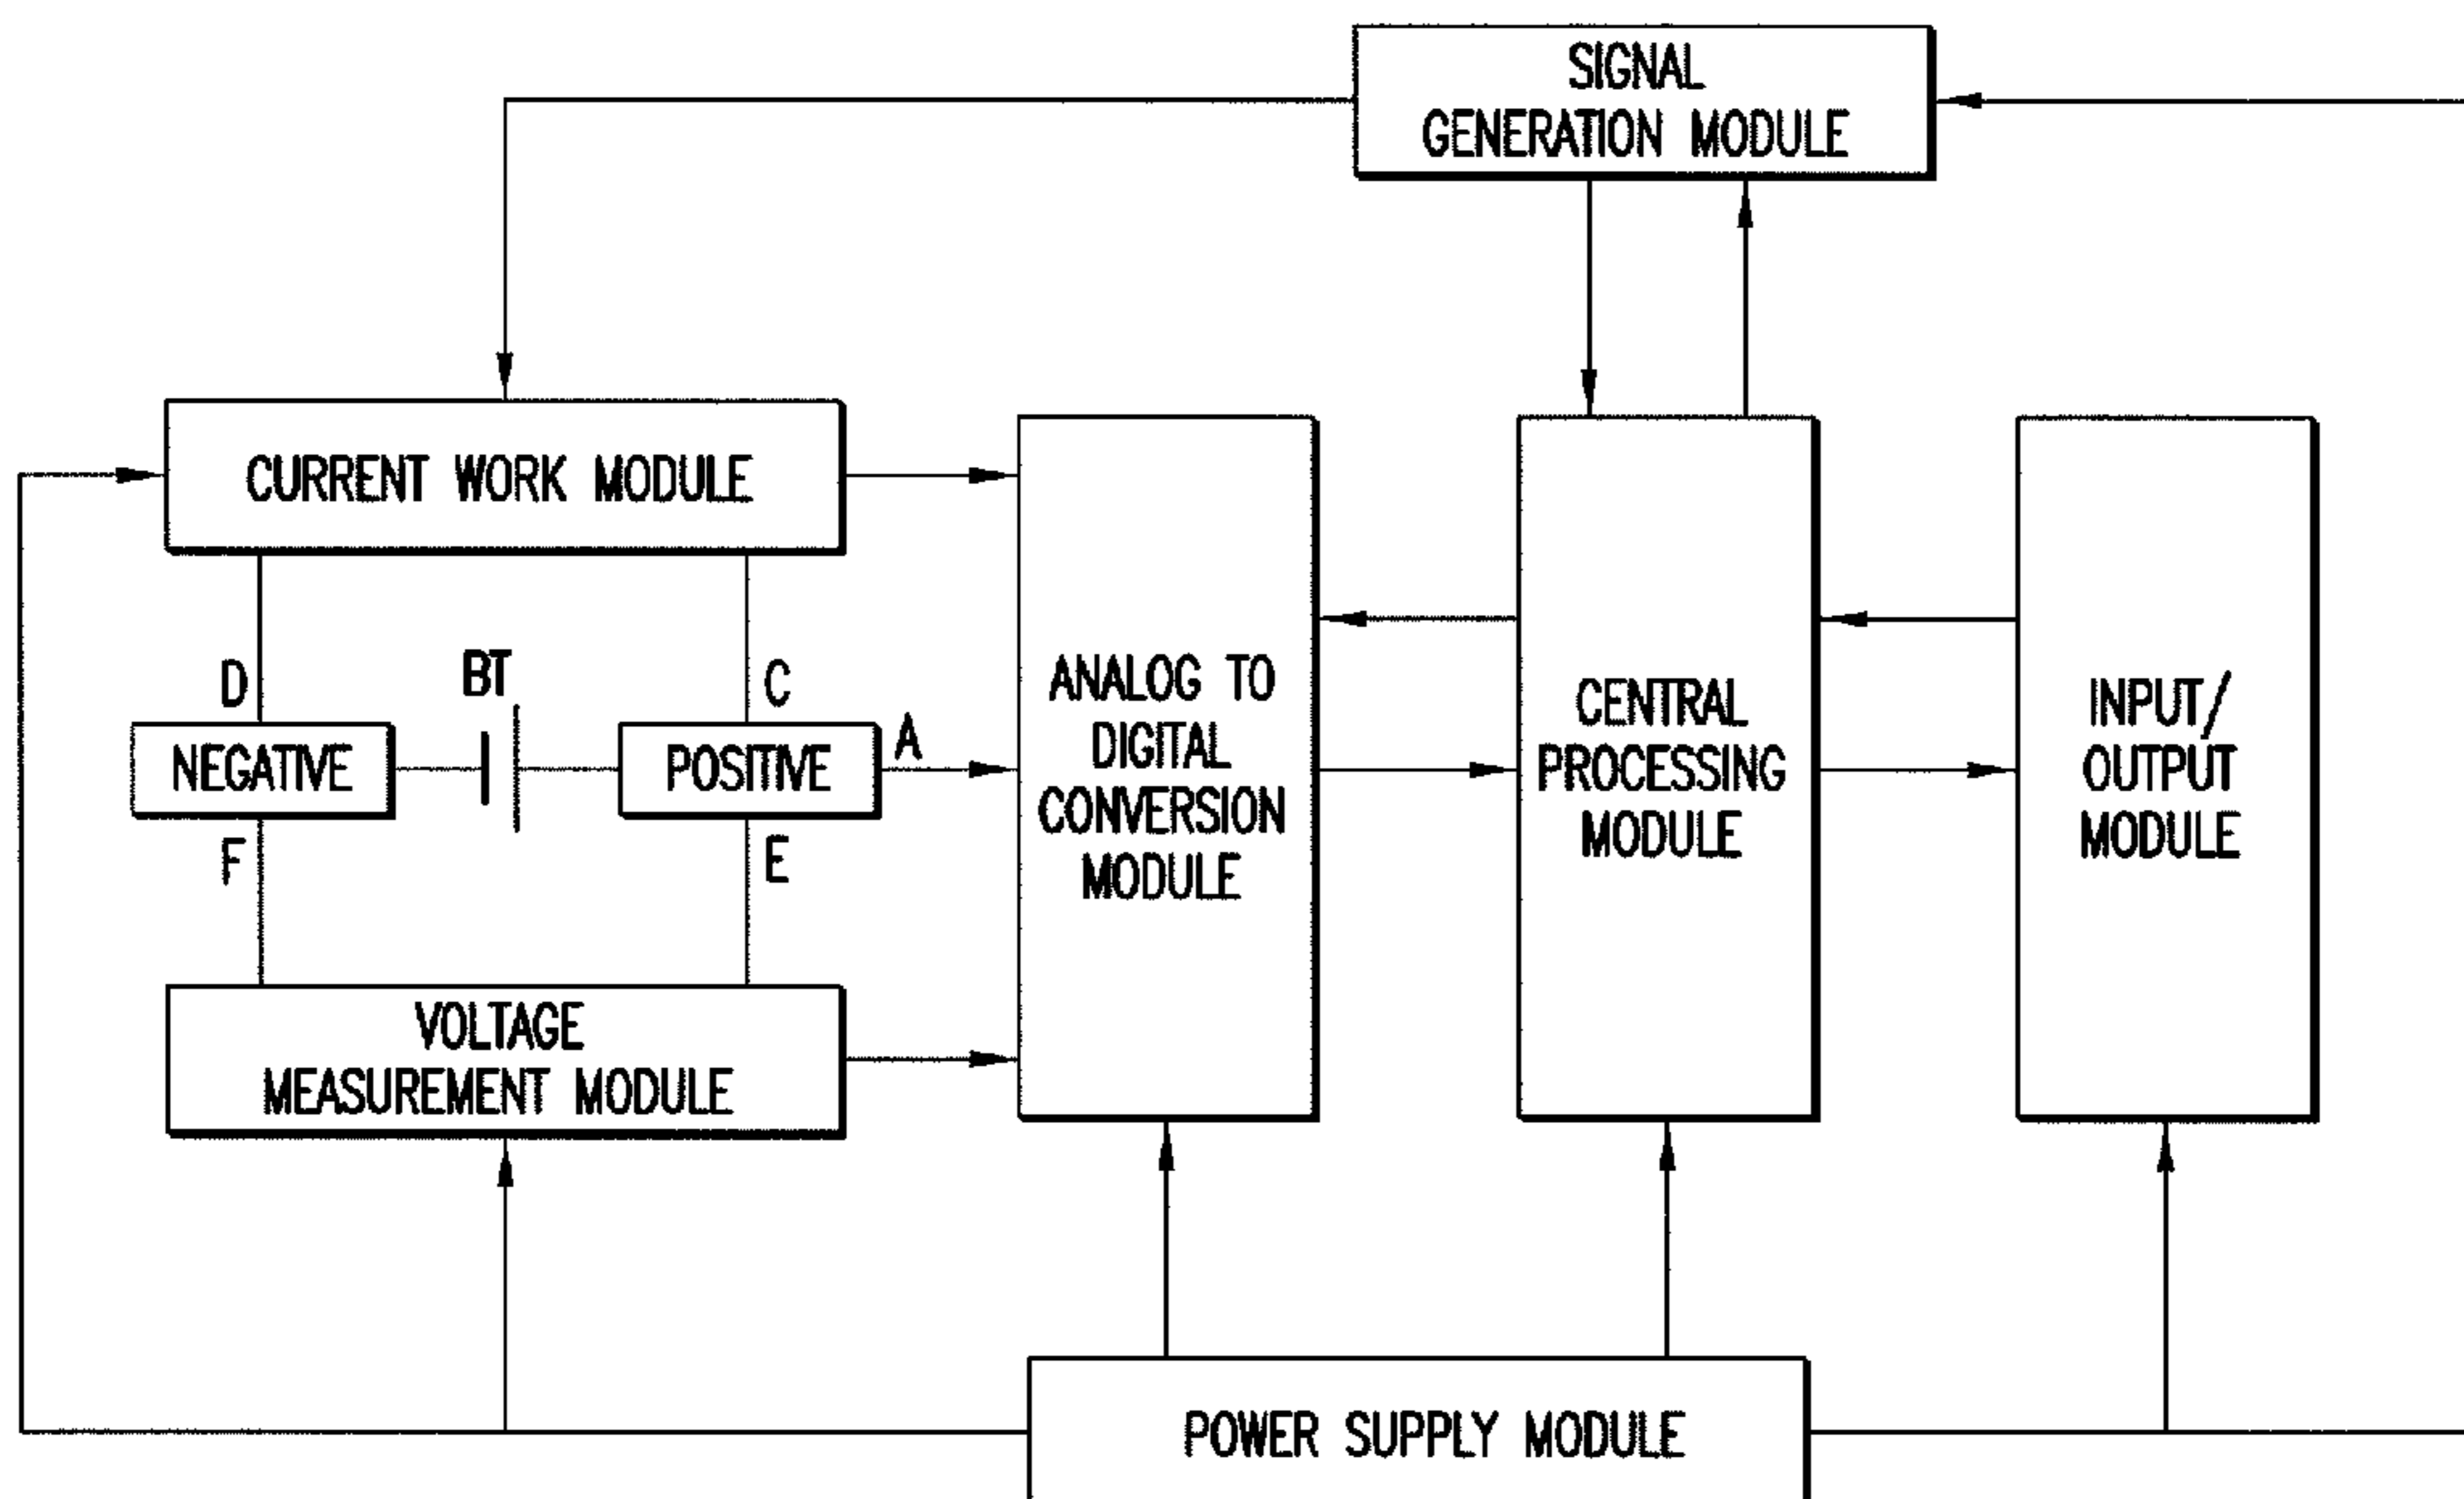 SIGNAL
GENERATION MODULE
CURRENT WORK MODULE
D
BT
C
A
NEGATIVE
POSITIVE
F
E
VOLTAGE
MEASUREMENT MODULE
ANALOG TO
DIGITAL
CONVERSION
MODULE
CENTRAL
PROCESSING
MODULE
INPUT/
OUTPUT
MODULE
POWER SUPPLY MODULE